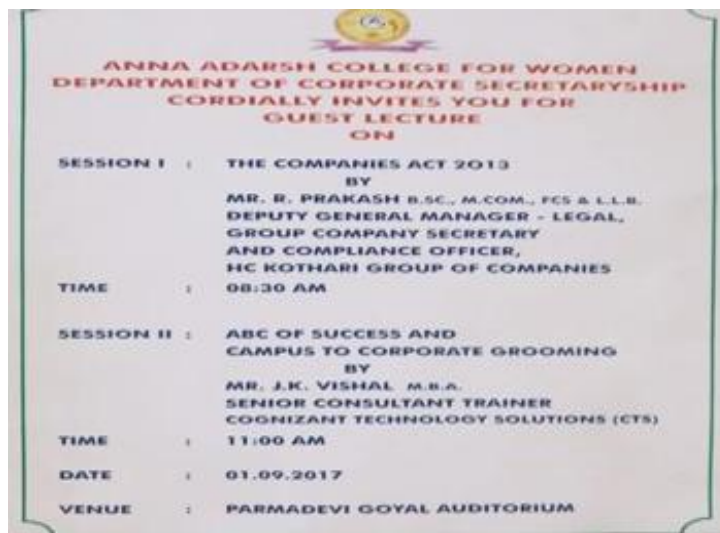 ANNA ADARSH COLLEGE FOR WOMEN
DEPARTMENT OF CORPORATE SECRETARYSHIP
CORDIALLY INVITES YOU FOR
GUEST LECTURE
ON
SESSION I : THE COMPANIES ACT 2013
BY
MR. R. PRAKASH B.SC., M.COM., FCS & L.L.B.
DEPUTY GENERAL MANAGER - LEGAL,
GROUP COMPANY SECRETARY
AND COMPLIANCE OFFICER,
HC KOTHARI GROUP OF COMPANIES
TIME : 08:30 AM
SESSION II : ABC OF SUCCESS AND
CAMPUS TO CORPORATE GROOMING
BY
MR. J.K. VISHAL M.B.A.
SENIOR CONSULTANT TRAINER
COGNIZANT TECHNOLOGY SOLUTIONS (CTS)
TIME : 11:00 AM
DATE : 01.09.2017
VENUE : PARMADEVI GOYAL AUDITORIUM